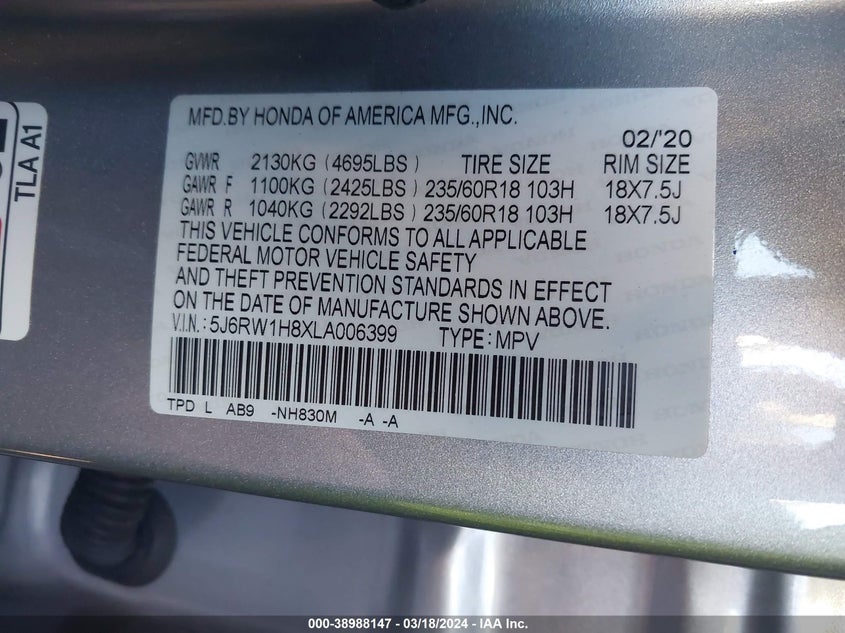 TLA A1
MFD.BY HONDA OF AMERICA MFG.,INC.
02/'20
GVWR 2130KG (4695LBS) TIRE SIZE RIM SIZE
GAWR F 1100KG (2425LBS) 235/60R18 103H 18X7.5J
GAWR R 1040KG (2292LBS) 235/60R18 103H 18X7.5J
THIS VEHICLE CONFORMS TO ALL APPLICABLE
FEDERAL MOTOR VEHICLE SAFETY
AND THEFT PREVENTION STANDARDS IN EFFECT
ON THE DATE OF MANUFACTURE SHOWN ABOVE.
V.I.N.: 5J6RW1H8XLA006399 TYPE: MPV
TPD L AB9 -NH830M -A -A
000-38988147 - 03/18/2024 - IAA Inc.